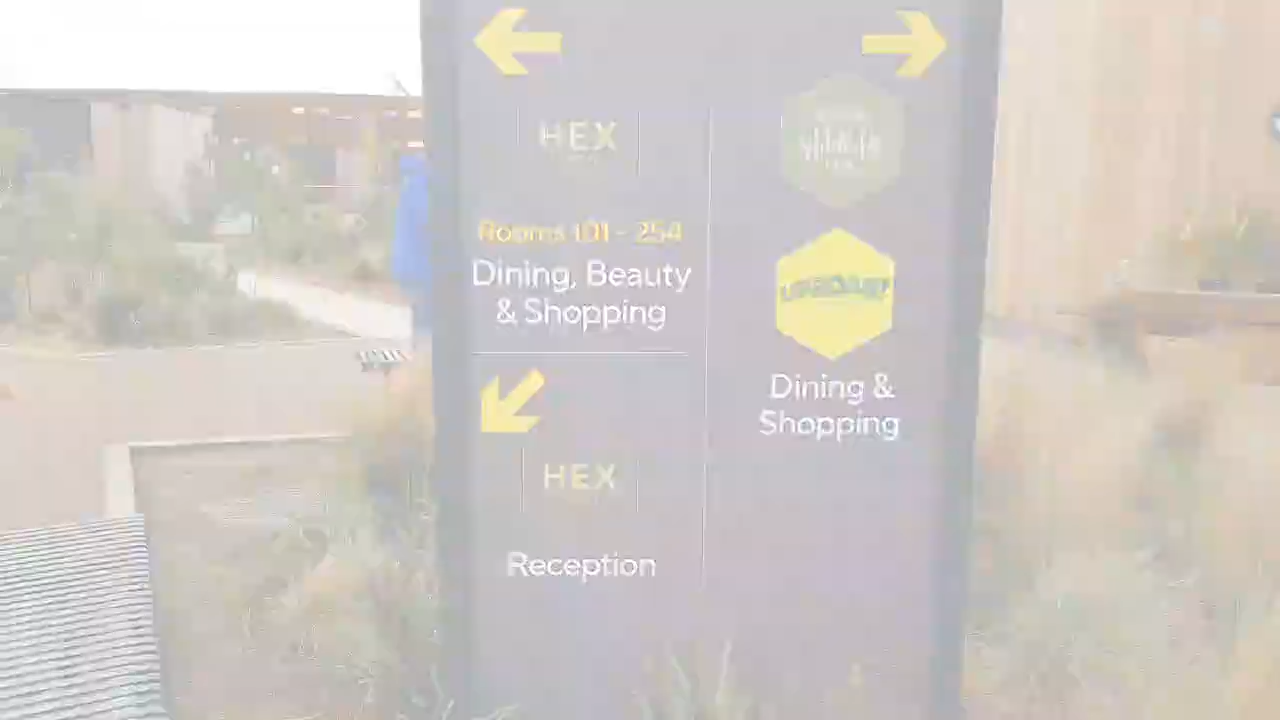 HEX
Rooms 101 - 254
Dining, Beauty
& Shopping
HEX
Reception
Dining &
Shopping